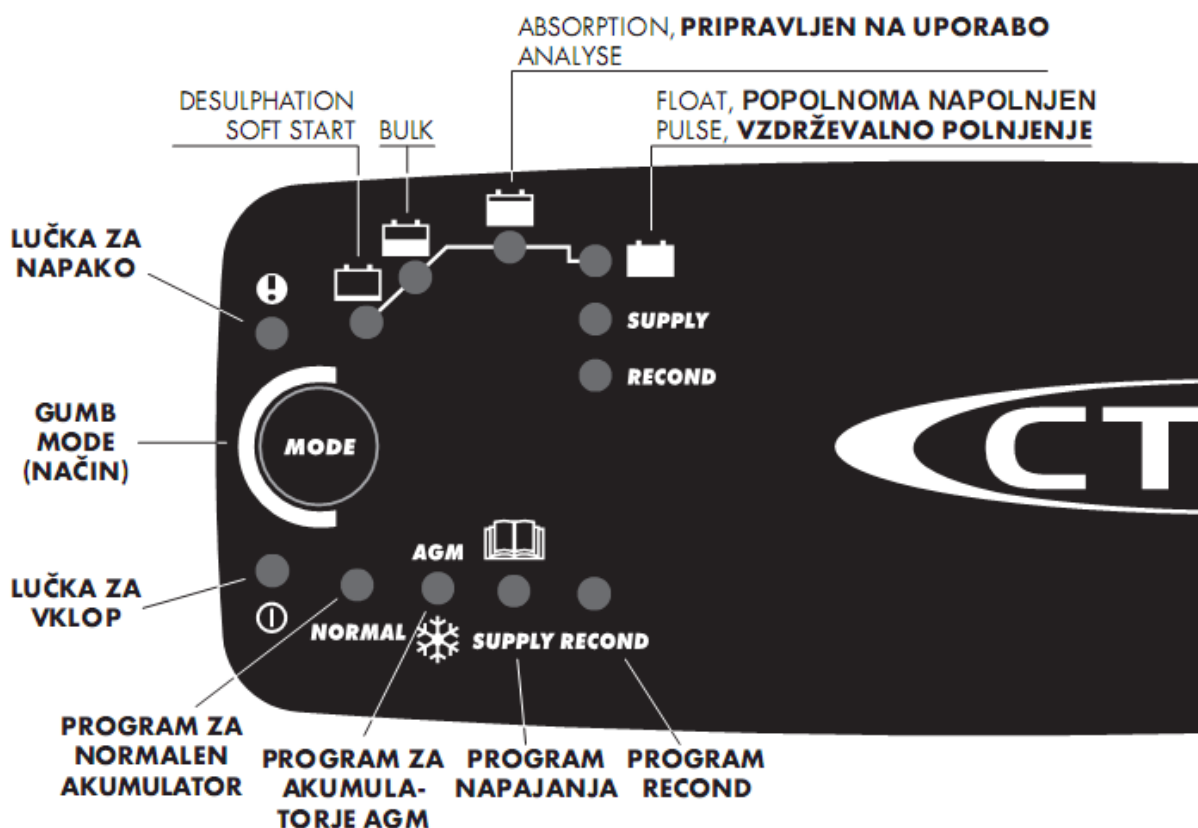 ABSORPTION, PRIPRAVLJEN NA UPORABO
ANALYSE
DESULPHATION
SOFT START
BULK
FLOAT, POPOLNOMA NAPOLNJEN
PULSE, VZDRŽEVALNO POLNJENJE
LUČKA ZA
NAPAKO
SUPPLY
RECOND
GUMB
MODE
(NAČIN)
MODE
CT
AGM
LUČKA ZA
VKLOP
NORMAL
SUPPLY RECOND
PROGRAM ZA
NORMALEN
AKUMULATOR
PROGRAM ZA
AKUMULA-
TORJE AGM
PROGRAM
NAPAJANJA
PROGRAM
RECOND